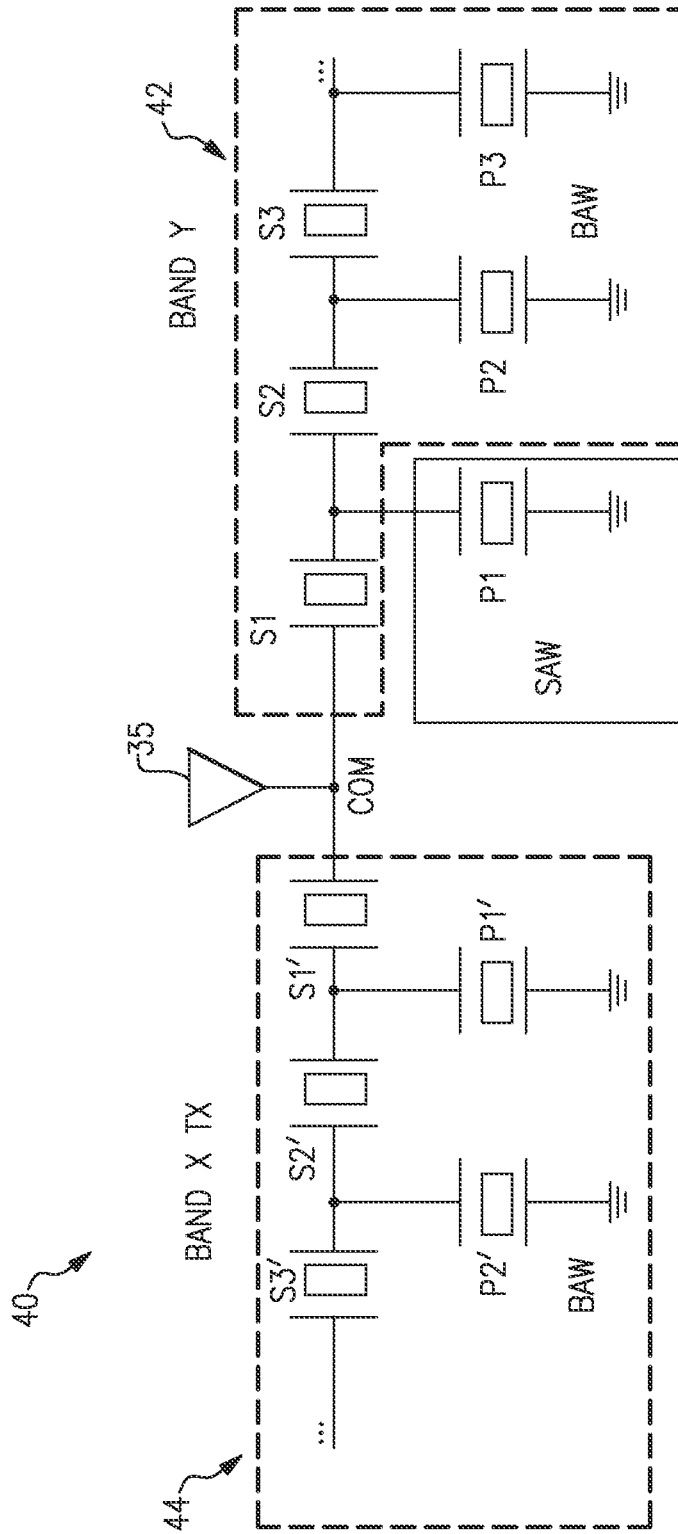 40
44
BAND X TX
35
BAND Y
42
...
S3′
S2′
S1′
COM
S1
S2
S3
...
P2′
P1′
P1
P2
P3
BAW
SAW
BAW